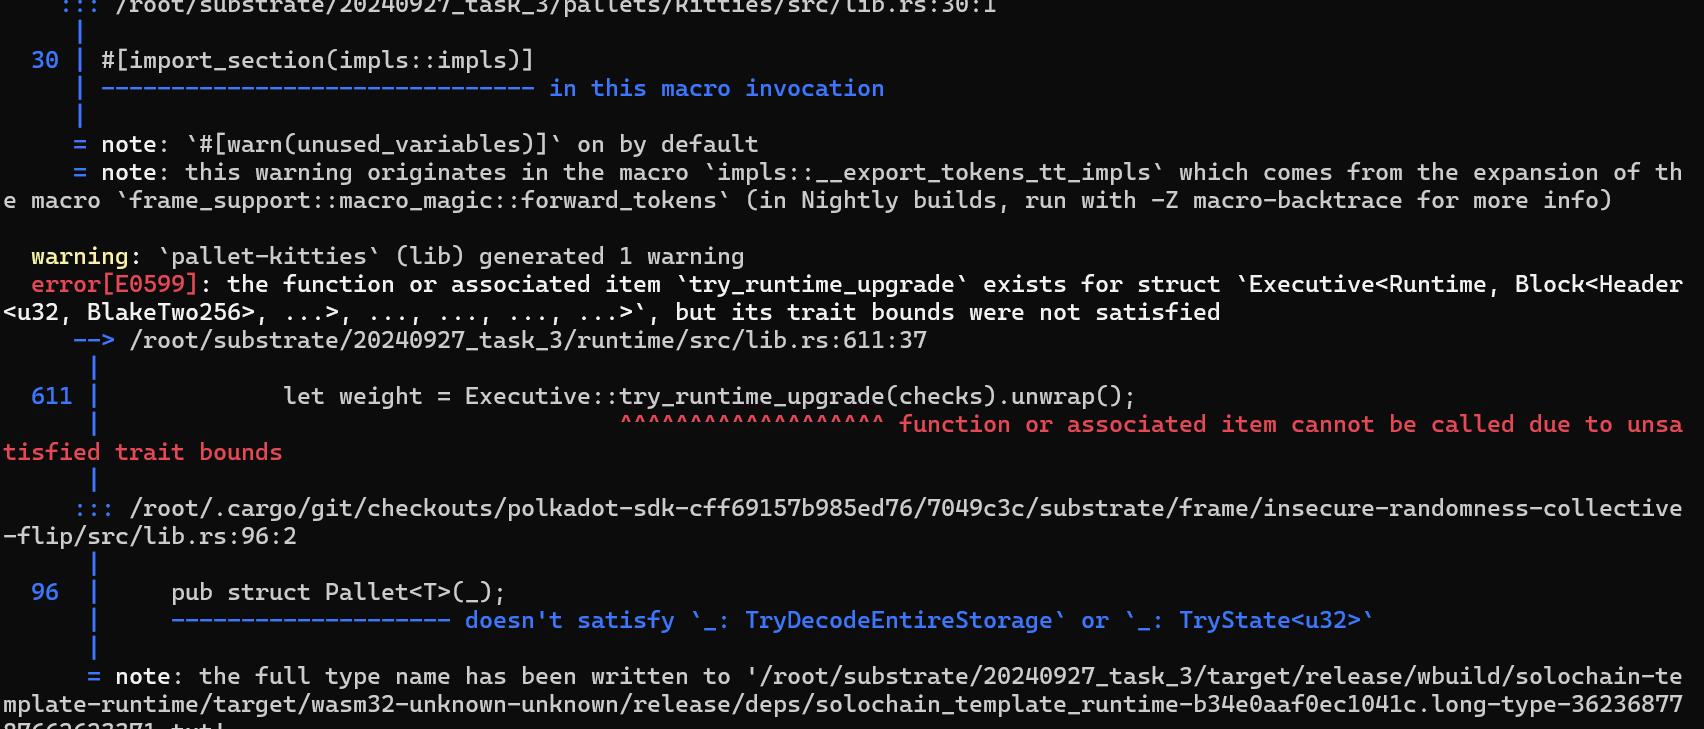 ::: /root/substrate/20240927_task_3/pallets/kitties/src/lib.rs:30:1
|
30 | #[import_section(impls::impls)]
| ------------------------------- in this macro invocation
|
= note: `#[warn(unused_variables)]` on by default
= note: this warning originates in the macro `impls::__export_tokens_tt_impls` which comes from the expansion of th
e macro `frame_support::macro_magic::forward_tokens` (in Nightly builds, run with -Z macro-backtrace for more info)
warning: `pallet-kitties` (lib) generated 1 warning
error[E0599]: the function or associated item `try_runtime_upgrade` exists for struct `Executive<Runtime, Block<Header
<u32, BlakeTwo256>, ...>, ..., ..., ..., ...>`, but its trait bounds were not satisfied
--> /root/substrate/20240927_task_3/runtime/src/lib.rs:611:37
|
611 | let weight = Executive::try_runtime_upgrade(checks).unwrap();
| ^^^^^^^^^^^^^^^^^^^ function or associated item cannot be called due to unsa
tisfied trait bounds
|
::: /root/.cargo/git/checkouts/polkadot-sdk-cff69157b985ed76/7049c3c/substrate/frame/insecure-randomness-collective
-flip/src/lib.rs:96:2
|
96 | pub struct Pallet<T>(_);
| -------------------- doesn't satisfy `_: TryDecodeEntireStorage` or `_: TryState<u32>`
|
= note: the full type name has been written to '/root/substrate/20240927_task_3/target/release/wbuild/solochain-te
mplate-runtime/target/wasm32-unknown-unknown/release/deps/solochain_template_runtime-b34e0aaf0ec1041c.long-type-36236877